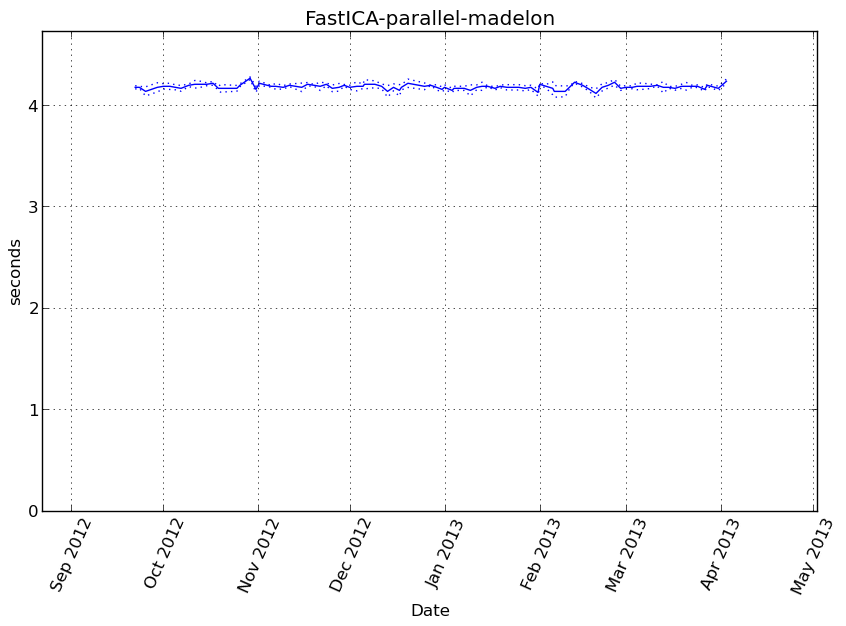 FastICA-parallel-madelon
seconds
4
3
2
1
0
Sep 2012
Oct 2012
Nov 2012
Dec 2012
Jan 2013
Feb 2013
Mar 2013
Apr 2013
May 2013
Date